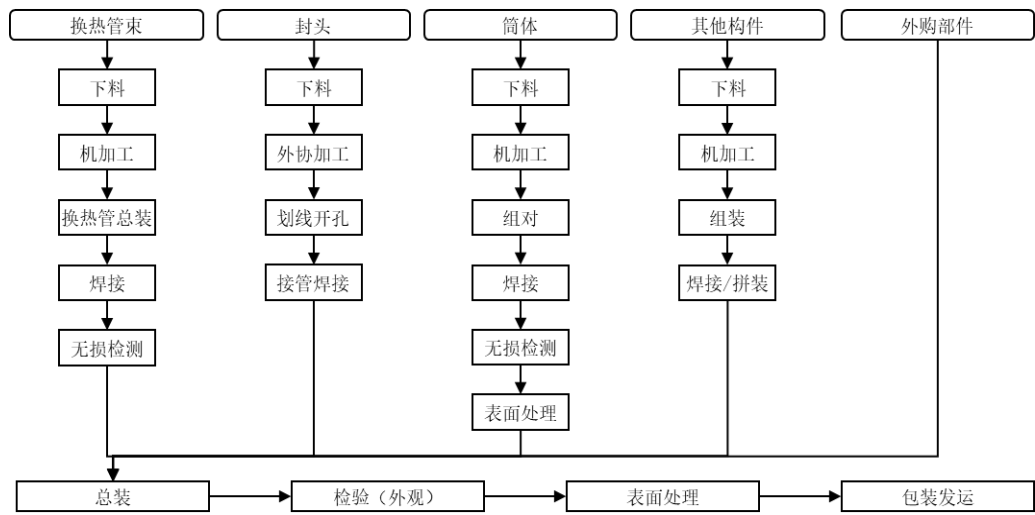 换热管束
封头
筒体
其他构件
外购部件
下料
下料
下料
下料
机加工
外协加工
机加工
机加工
换热管总装
划线开孔
组对
组装
焊接
接管焊接
焊接
焊接/拼装
无损检测
无损检测
表面处理
总装
检验（外观）
表面处理
包装发运